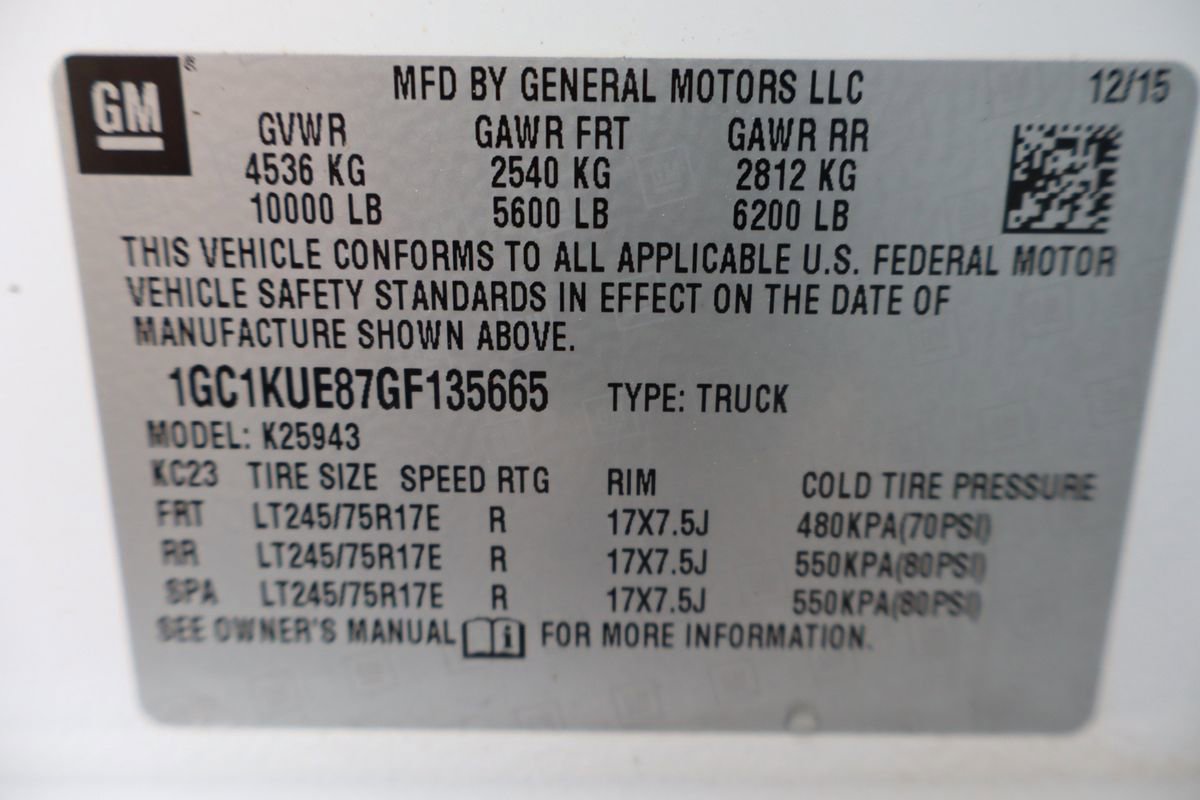 GM
MFD BY GENERAL MOTORS LLC 12/15
GVWR GAWR FRT GAWR RR
4536 KG 2540 KG 2812 KG
10000 LB 5600 LB 6200 LB
THIS VEHICLE CONFORMS TO ALL APPLICABLE U.S. FEDERAL MOTOR
VEHICLE SAFETY STANDARDS IN EFFECT ON THE DATE OF
MANUFACTURE SHOWN ABOVE.
1GC1KUE87GF135665 TYPE: TRUCK
MODEL: K25943
KC23 TIRE SIZE SPEED RTG RIM COLD TIRE PRESSURE
FRT LT245/75R17E R 17X7.5J 480KPA(70PSI)
RR LT245/75R17E R 17X7.5J 550KPA(80PSI)
SPA LT245/75R17E R 17X7.5J 550KPA(80PSI)
SEE OWNER'S MANUAL i FOR MORE INFORMATION.